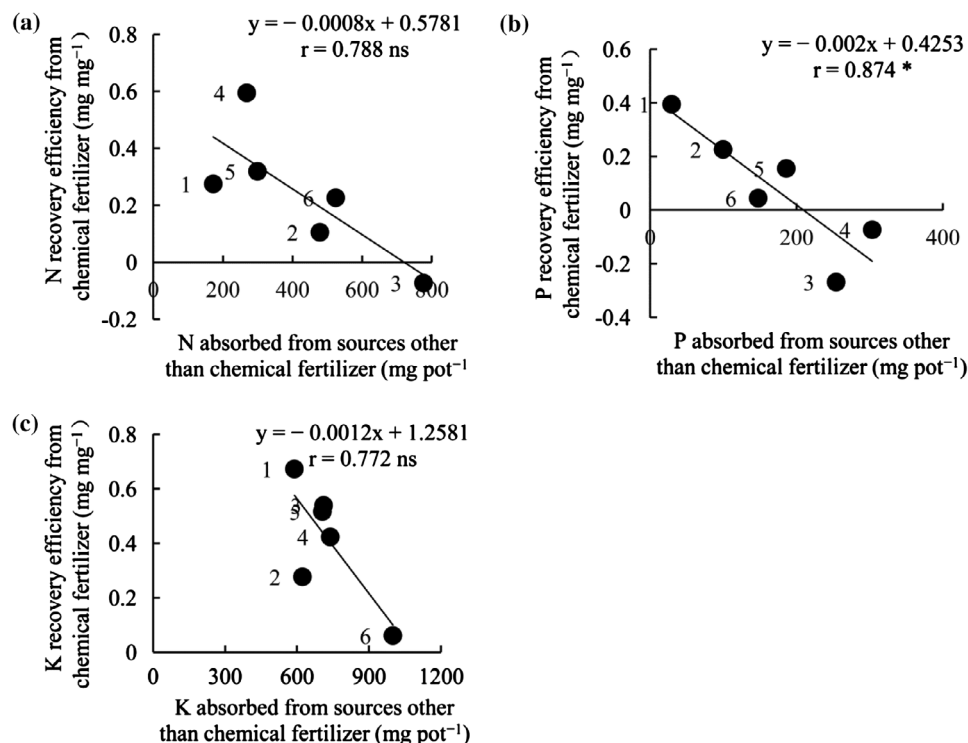 (a)
y = − 0.0008x + 0.5781
r = 0.788 ns
N recovery efficiency from
chemical fertilizer (mg mg⁻¹)
0.8
0.6
0.4
0.2
0
-0.2
4
5
1
6
2
3
0 200 400 600 800
N absorbed from sources other
than chemical fertilizer (mg pot⁻¹
(b)
y = − 0.002x + 0.4253
r = 0.874 *
P recovery efficiency from
chemical fertilizer (mg mg⁻¹)
0.6
0.4
0.2
0
-0.2
-0.4
1
2
5
6
4
3
0 200 400
P absorbed from sources other
than chemical fertilizer (mg pot⁻¹)
(c)
y = − 0.0012x + 1.2581
r = 0.772 ns
K recovery efficiency from
chemical fertilizer (mg mg⁻¹)
0.8
0.6
0.4
0.2
0
1
3
5
4
2
6
0 300 600 900 1200
K absorbed from sources other
than chemical fertilizer (mg pot⁻¹)